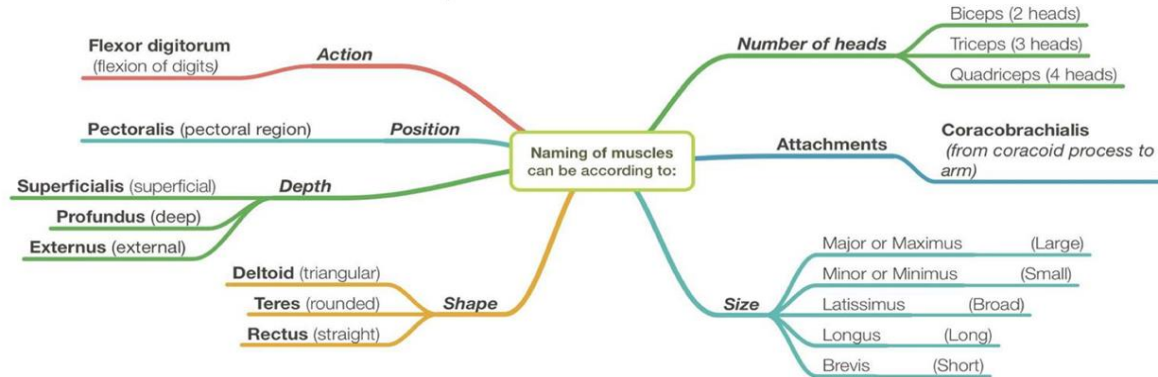 Naming of muscles
can be according to:
Action
Flexor digitorum
(flexion of digits)
Position
Pectoralis (pectoral region)
Depth
Superficialis (superficial)
Profundus (deep)
Externus (external)
Shape
Deltoid (triangular)
Teres (rounded)
Rectus (straight)
Number of heads
Biceps (2 heads)
Triceps (3 heads)
Quadriceps (4 heads)
Attachments
Coracobrachialis
(from coracoid process to
arm)
Size
Major or Maximus (Large)
Minor or Minimus (Small)
Latissimus (Broad)
Longus (Long)
Brevis (Short)